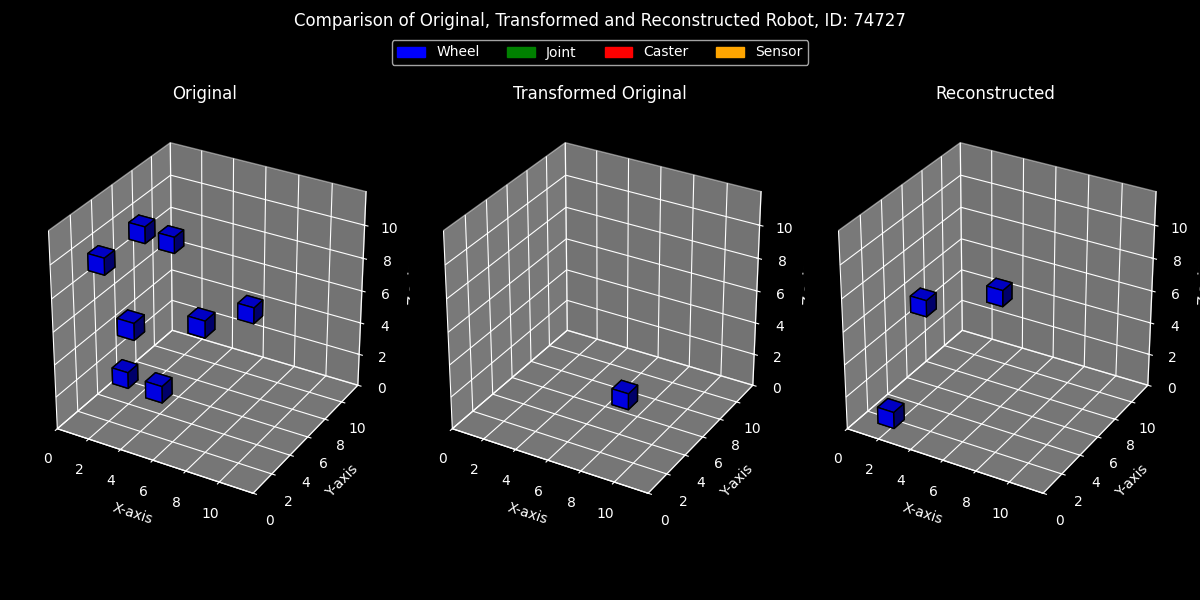 Comparison of Original, Transformed and Reconstructed Robot, ID: 74727
Wheel Joint Caster Sensor
Original
Transformed Original
Reconstructed
0 2 4 6 8 10
X-axis
0 2 4 6 8 10
Y-axis
0 2 4 6 8 10
0 2 4 6 8 10
X-axis
0 2 4 6 8 10
Y-axis
0 2 4 6 8 10
0 2 4 6 8 10
X-axis
0 2 4 6 8 10
Y-axis
0 2 4 6 8 10